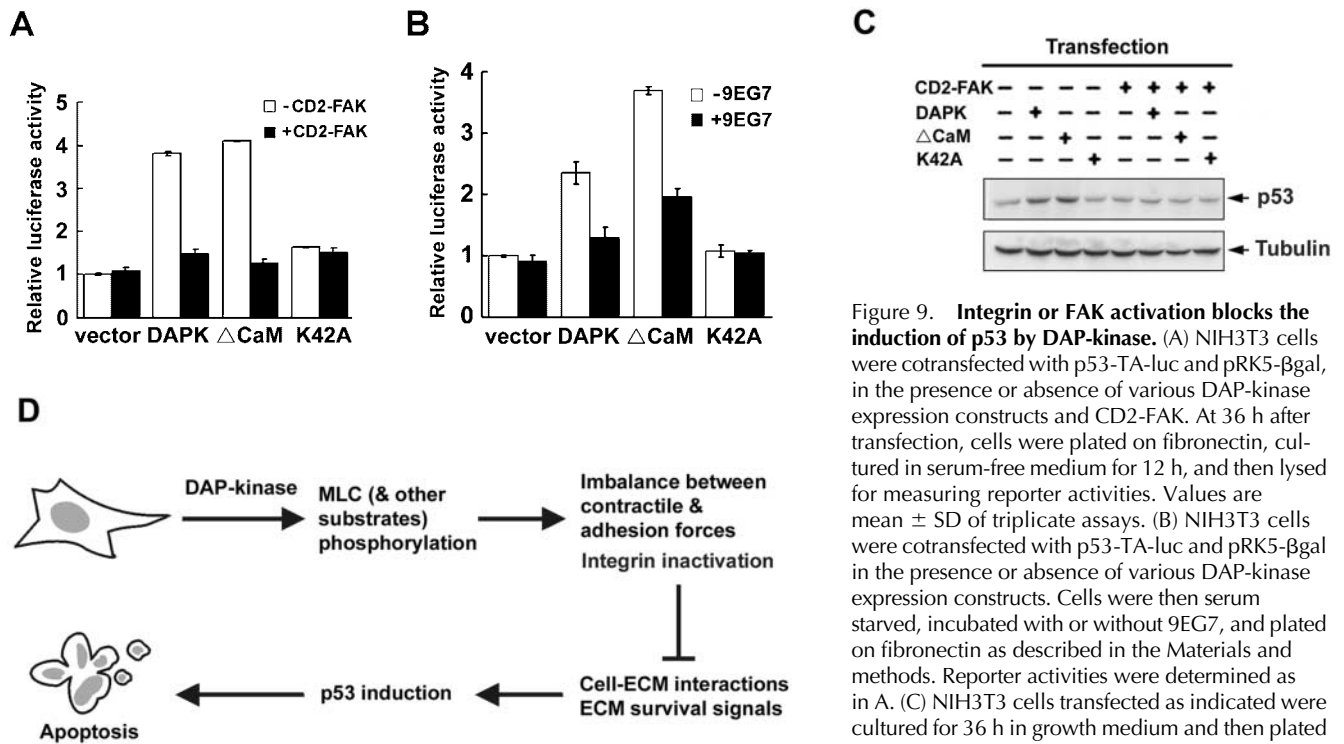 A
Relative luciferase activity
5
4
3
2
1
0
-CD2-FAK
+CD2-FAK
vector DAPK △CaM K42A
B
Relative luciferase activity
4
3
2
1
0
-9EG7
+9EG7
vector DAPK △CaM K42A
C
Transfection
CD2-FAK − − − − + + + +
DAPK − + − − − + − −
△CaM − − + − − − + −
K42A − − − + − − − +
p53
Tubulin
Figure 9. Integrin or FAK activation blocks the
induction of p53 by DAP-kinase. (A) NIH3T3 cells
were cotransfected with p53-TA-luc and pRK5-βgal,
in the presence or absence of various DAP-kinase
expression constructs and CD2-FAK. At 36 h after
transfection, cells were plated on fibronectin, cul-
tured in serum-free medium for 12 h, and then lysed
for measuring reporter activities. Values are
mean ± SD of triplicate assays. (B) NIH3T3 cells
were cotransfected with p53-TA-luc and pRK5-βgal
in the presence or absence of various DAP-kinase
expression constructs. Cells were then serum
starved, incubated with or without 9EG7, and plated
on fibronectin as described in the Materials and
methods. Reporter activities were determined as
in A. (C) NIH3T3 cells transfected as indicated were
cultured for 36 h in growth medium and then plated
D
DAP-kinase
MLC (& other
substrates)
phosphorylation
Imbalance between
contractile &
adhesion forces
Integrin inactivation
Cell-ECM interactions
ECM survival signals
p53 induction
Apoptosis